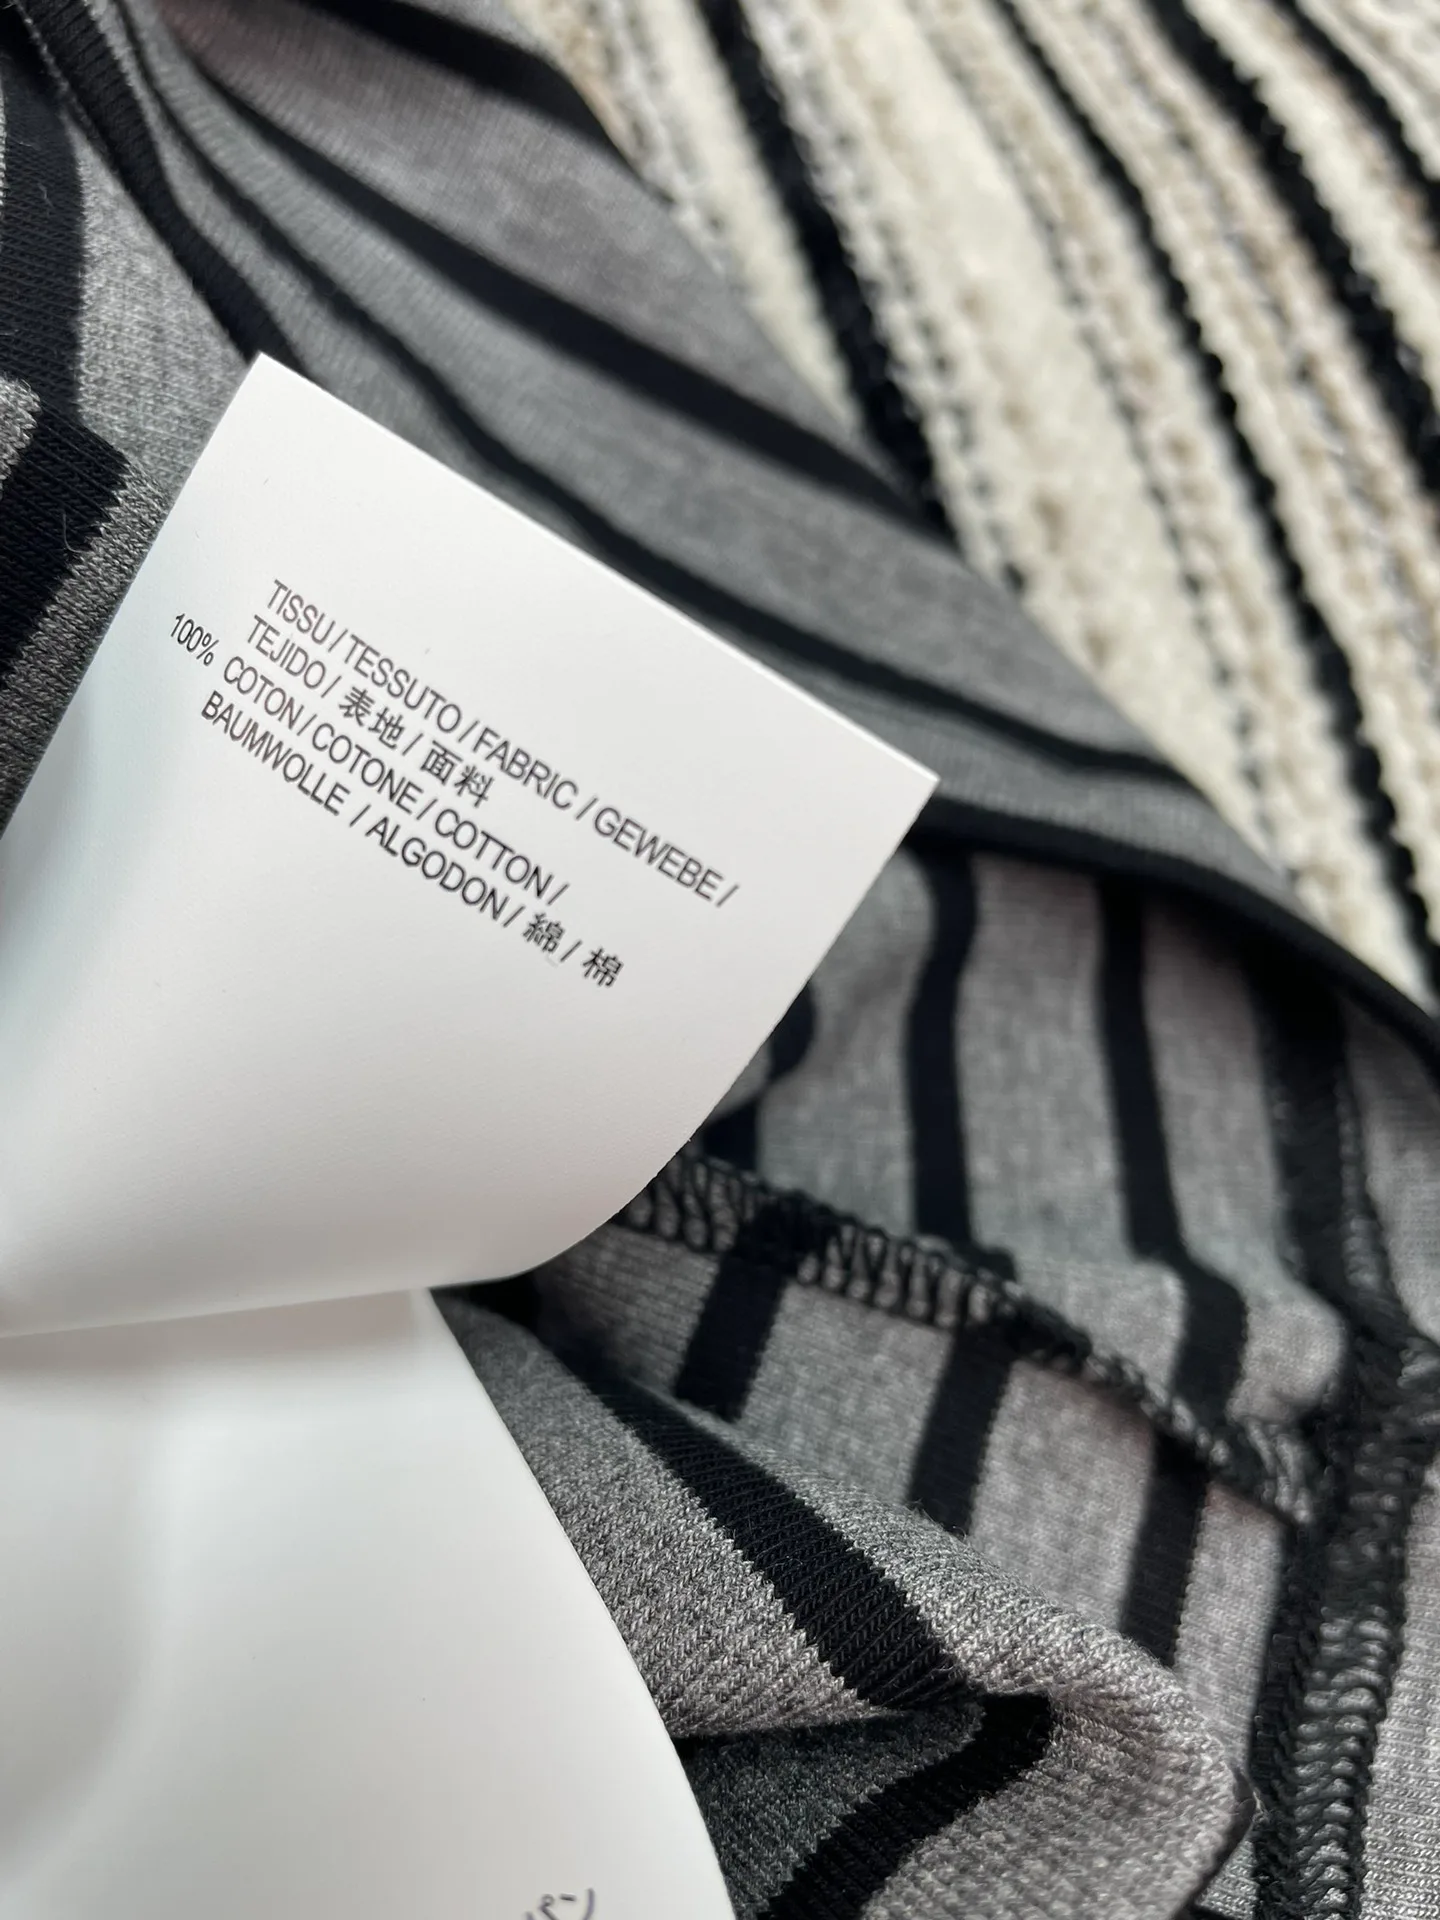 TISSU / TESSUTO / FABRIC / GEWEBE /
TEJIDO / 表地 / 面料
100% COTON / COTONE / COTTON /
BAUMWOLLE / ALGODON / 綿 / 棉